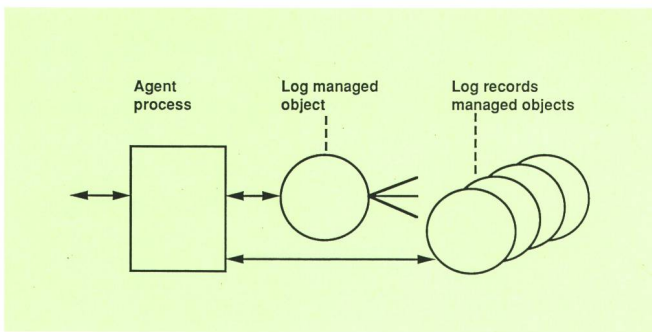 Agent
process
Log managed
object
Log records
managed objects